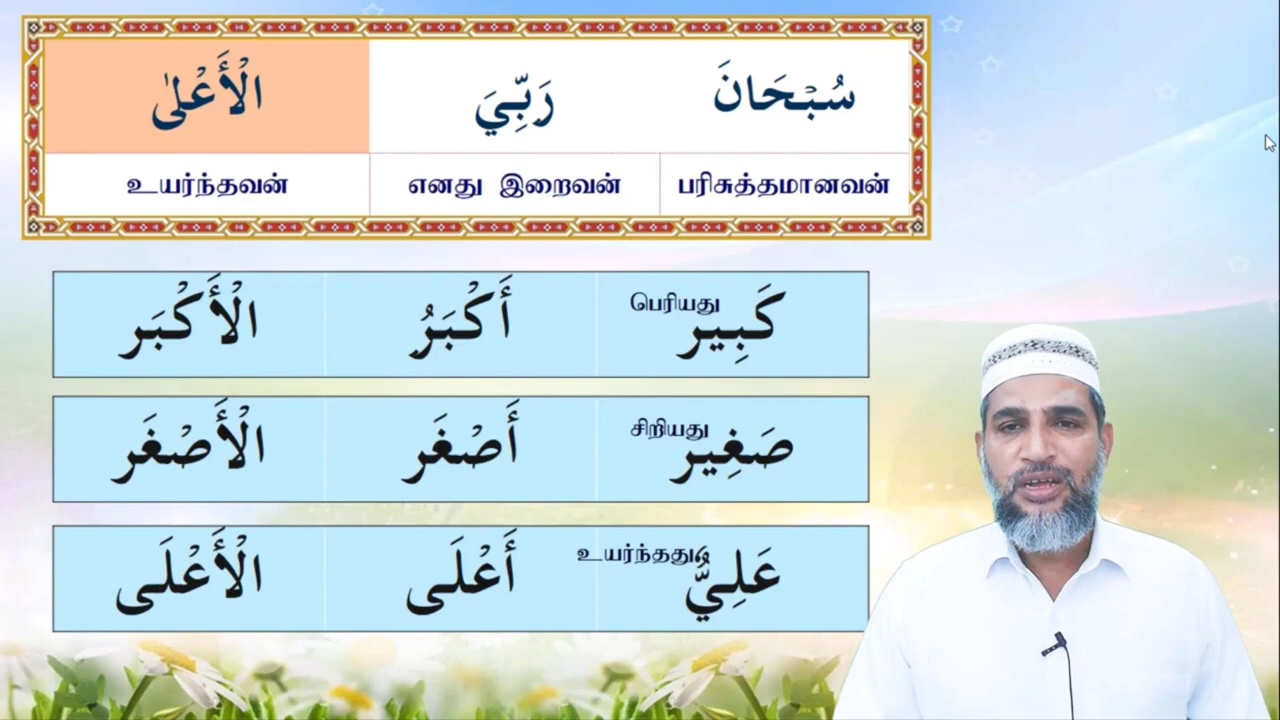 سُبْحَانَ رَبِّيَ الْأَعْلىٰ
பரிசுத்தமானவன் எனது இறைவன் உயர்ந்தவன்
كَبِير பெரியது أَكْبَرُ الْأَكْبَر
صَغِير சிறியது أَصْغَر الْأَصْغَر
عَلِيٌّ உயர்ந்தது أَعْلَى الْأَعْلَى